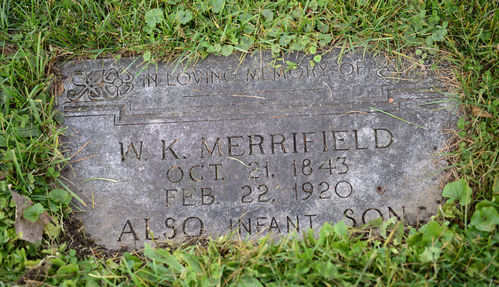 IN LOVING MEMORY OF
W. K. MERRIFIELD
OCT. 21, 1843
FEB. 22, 1920
ALSO INFANT SON